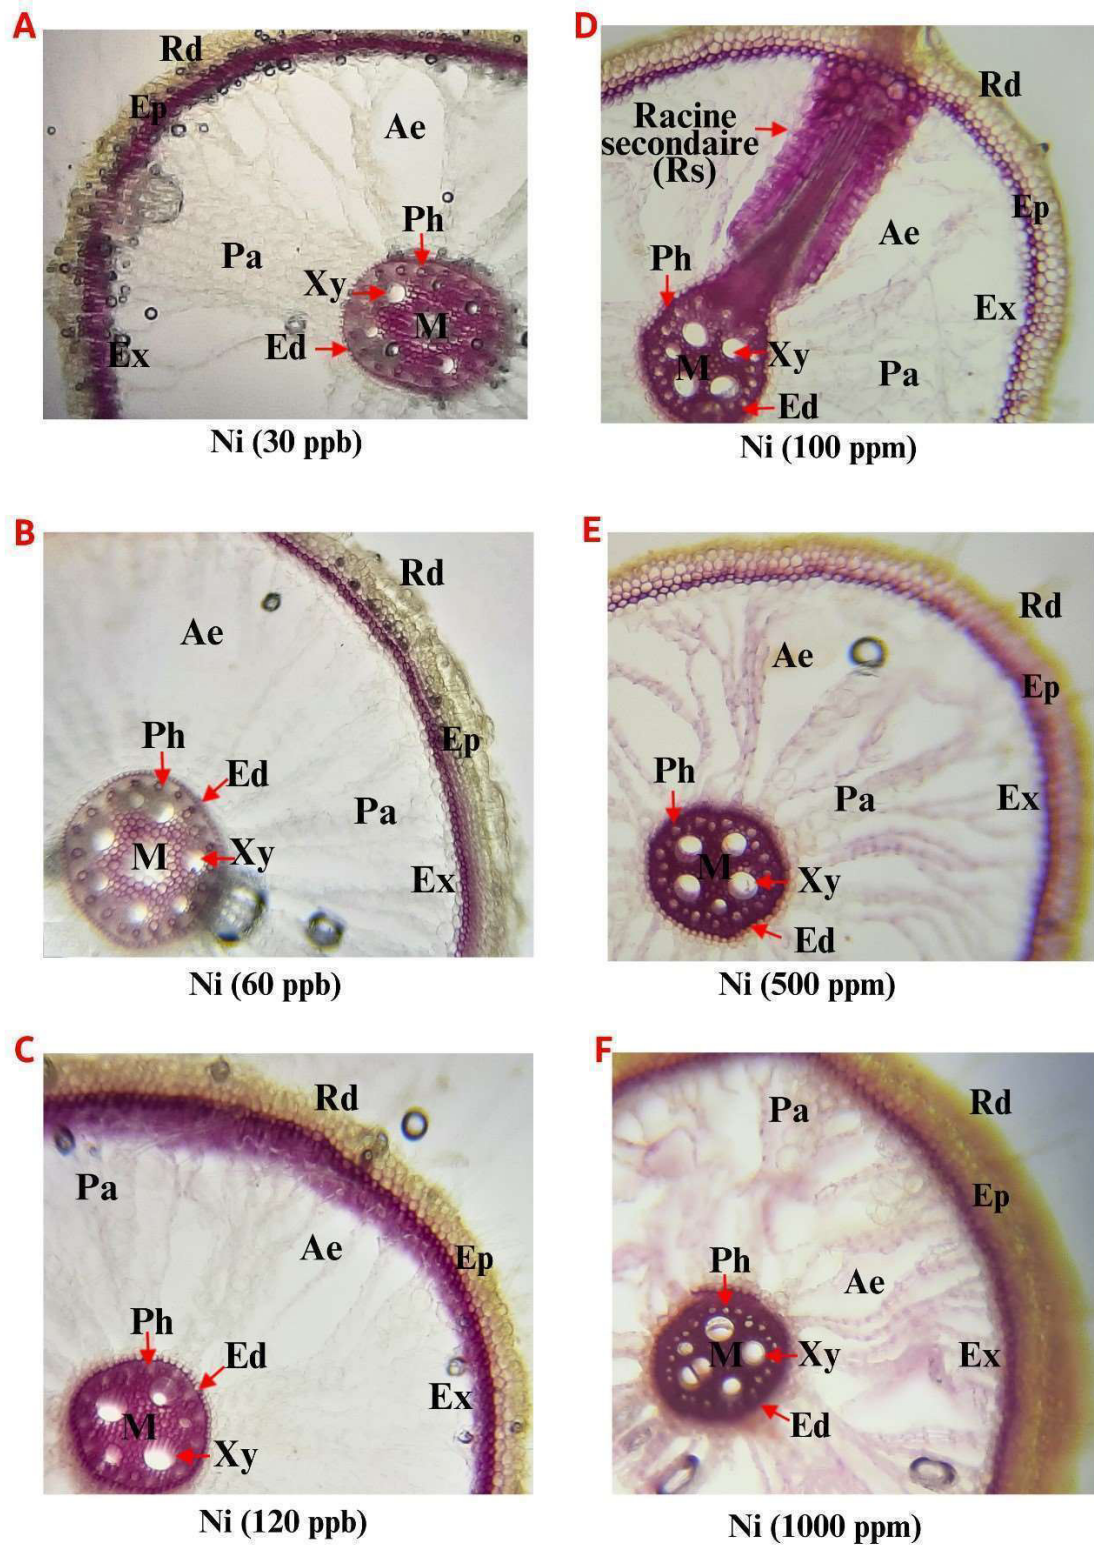 A
Rd
Ep
Ae
Ph
Pa
Xy
M
Ed
Ex
Ni (30 ppb)
D
Rd
Racine
secondaire
(Rs)
Ep
Ae
Ph
Ex
Xy
M
Pa
Ed
Ni (100 ppm)
B
Rd
Ae
Ph
Ep
Ed
Pa
M
Xy
Ex
Ni (60 ppb)
E
Rd
Ae
Ep
Ph
Pa
Ex
M
Xy
Ed
Ni (500 ppm)
C
Rd
Pa
Ae
Ep
Ph
Ed
Ex
M
Xy
Ni (120 ppb)
F
Rd
Pa
Ep
Ph
Ae
M
Xy
Ex
Ed
Ni (1000 ppm)